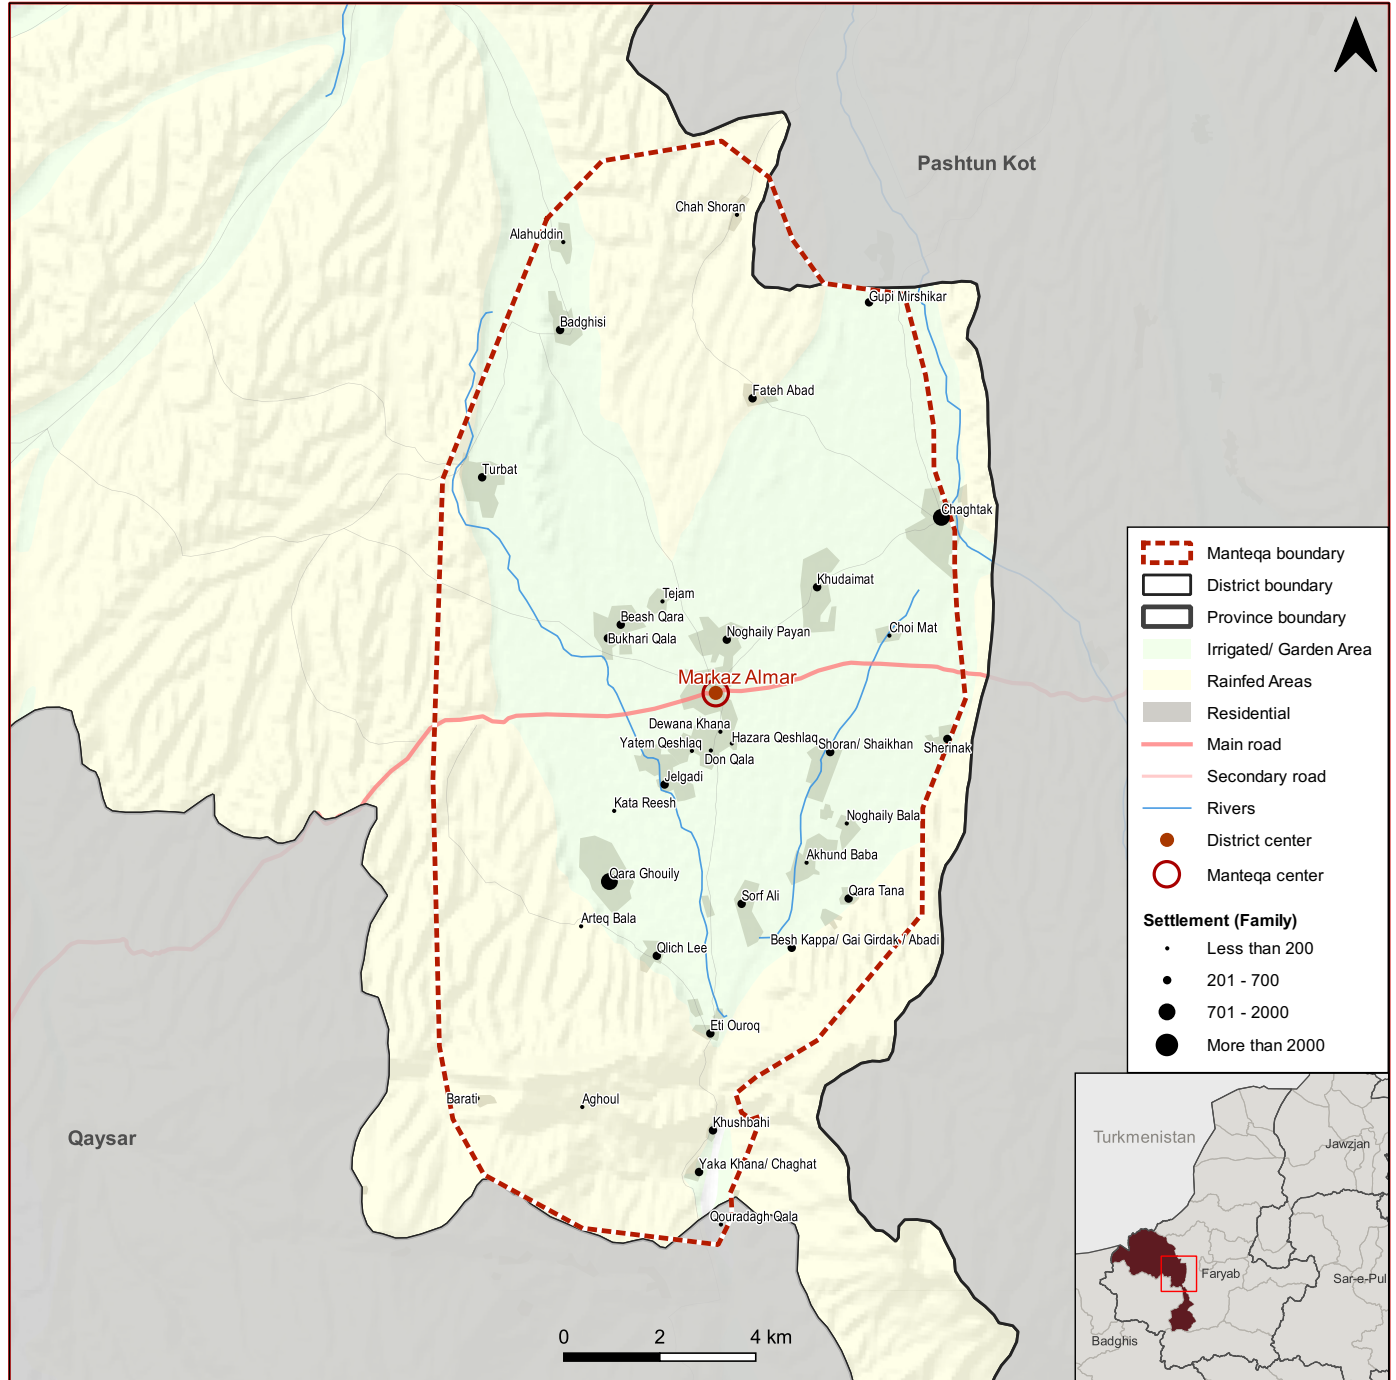 Pashtun Kot
Chah Shoran
Alahuddin
Gupi Mirshikar
Badghisi
Fateh Abad
Turbat
Chaghtak
Khudaimat
Tejam
Beash Qara
Bukhari Qala
Noghaily Payan
Choi Mat
Markaz Almar
Dewana Khana
Yatem Qeshlaq
Hazara Qeshlaq
Don Qala
Shoran/ Shaikhan
Sherinak
Jelgadi
Kata Reesh
Noghaily Bala
Akhund Baba
Qara Ghouily
Sorf Ali
Qara Tana
Arteq Bala
Besh Kappa/ Gai Girdak / Abadi
Qlich Lee
Eti Ouroq
Barati
Aghoul
Khushbahi
Yaka Khana/ Chaghat
Qouradagh Qala
Qaysar
0 2 4 km
Manteqa boundary
District boundary
Province boundary
Irrigated/ Garden Area
Rainfed Areas
Residential
Main road
Secondary road
Rivers
District center
Manteqa center
Settlement (Family)
Less than 200
201 - 700
701 - 2000
More than 2000
Turkmenistan
Jawzjan
Faryab
Sar-e-Pul
Badghis